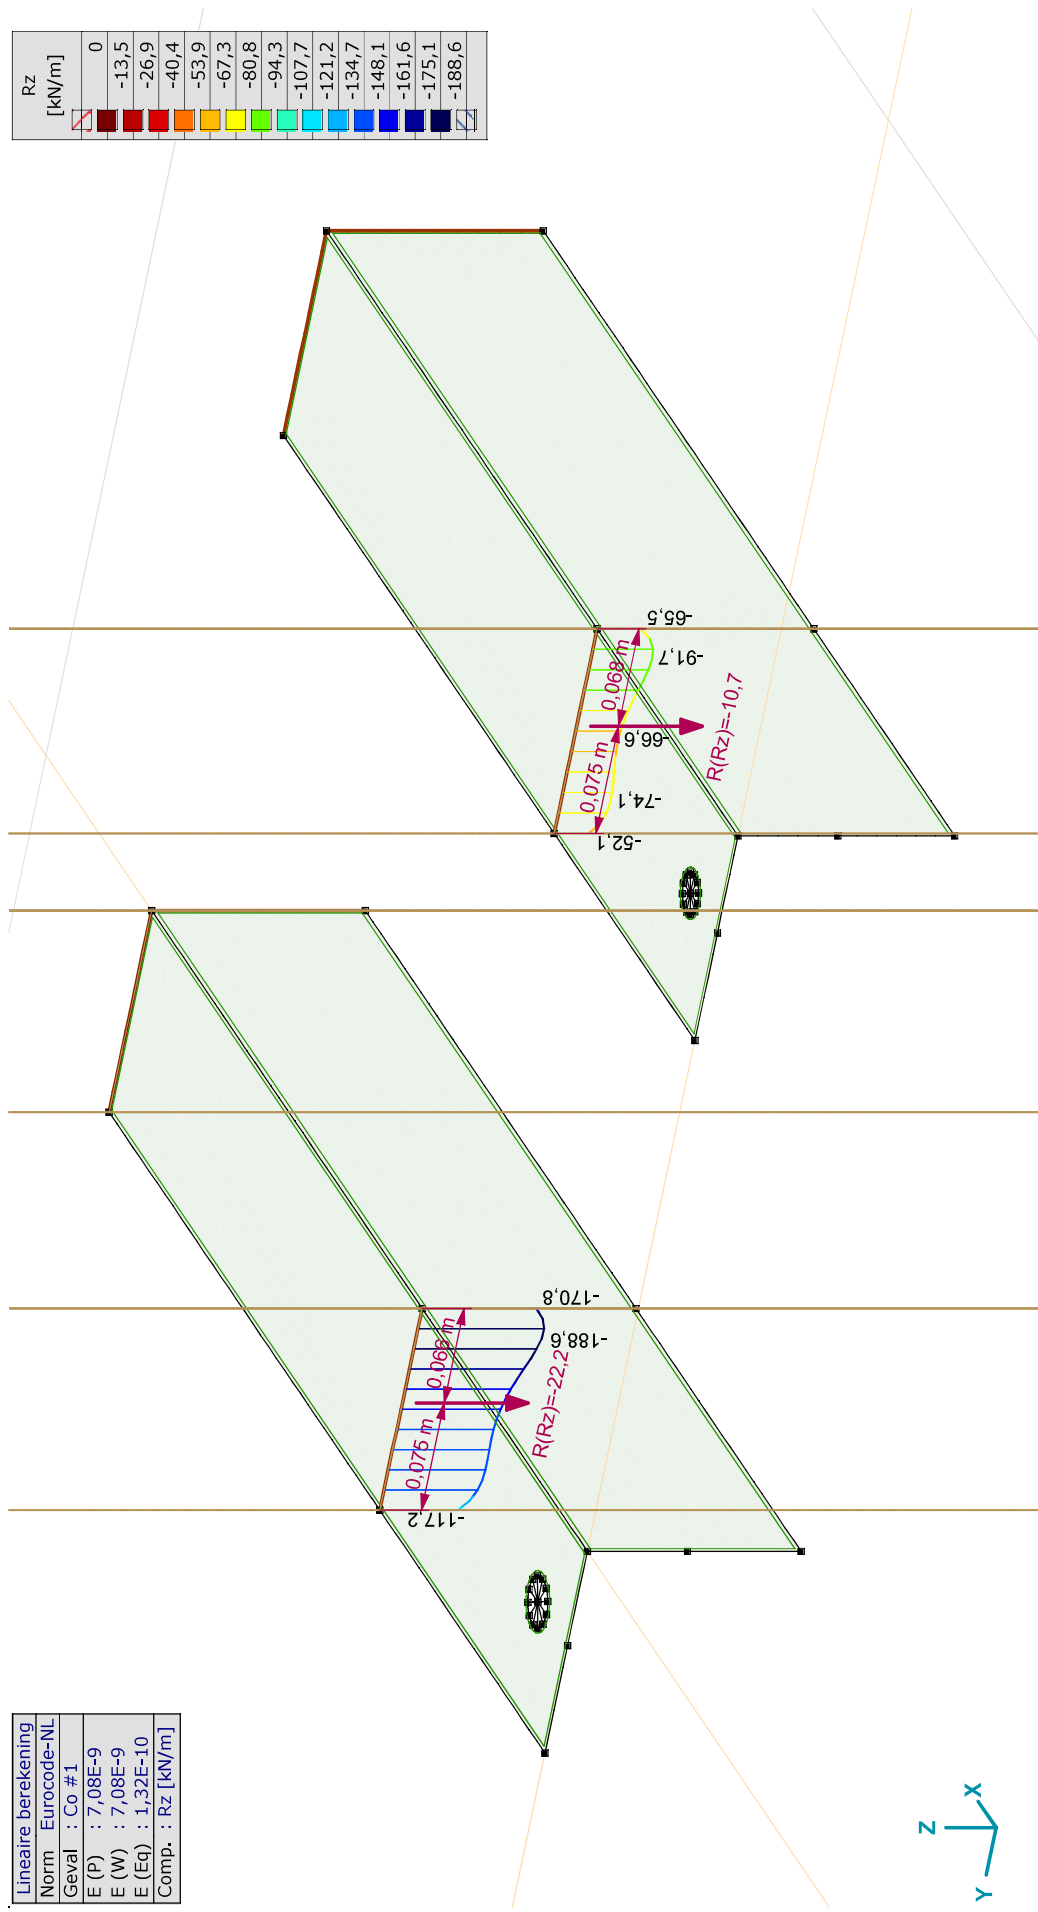 Rz
[kN/m]
0
-13,5
-26,9
-40,4
-53,9
-67,3
-80,8
-94,3
-107,7
-121,2
-134,7
-148,1
-161,6
-175,1
-188,6
-65,5
-91,7
0,068 m
-66,6
R(Rz)=-10,7
0,075 m
-74,1
-52,1
-170,8
-188,6
0,066 m
R(Rz)=-22,2
0,075 m
-117,2
Lineaire berekening
Norm Eurocode-NL
Geval : Co #1
E (P) : 7,08E-9
E (W) : 7,08E-9
E (Eq) : 1,32E-10
Comp. : Rz [kN/m]
Z
X
Y